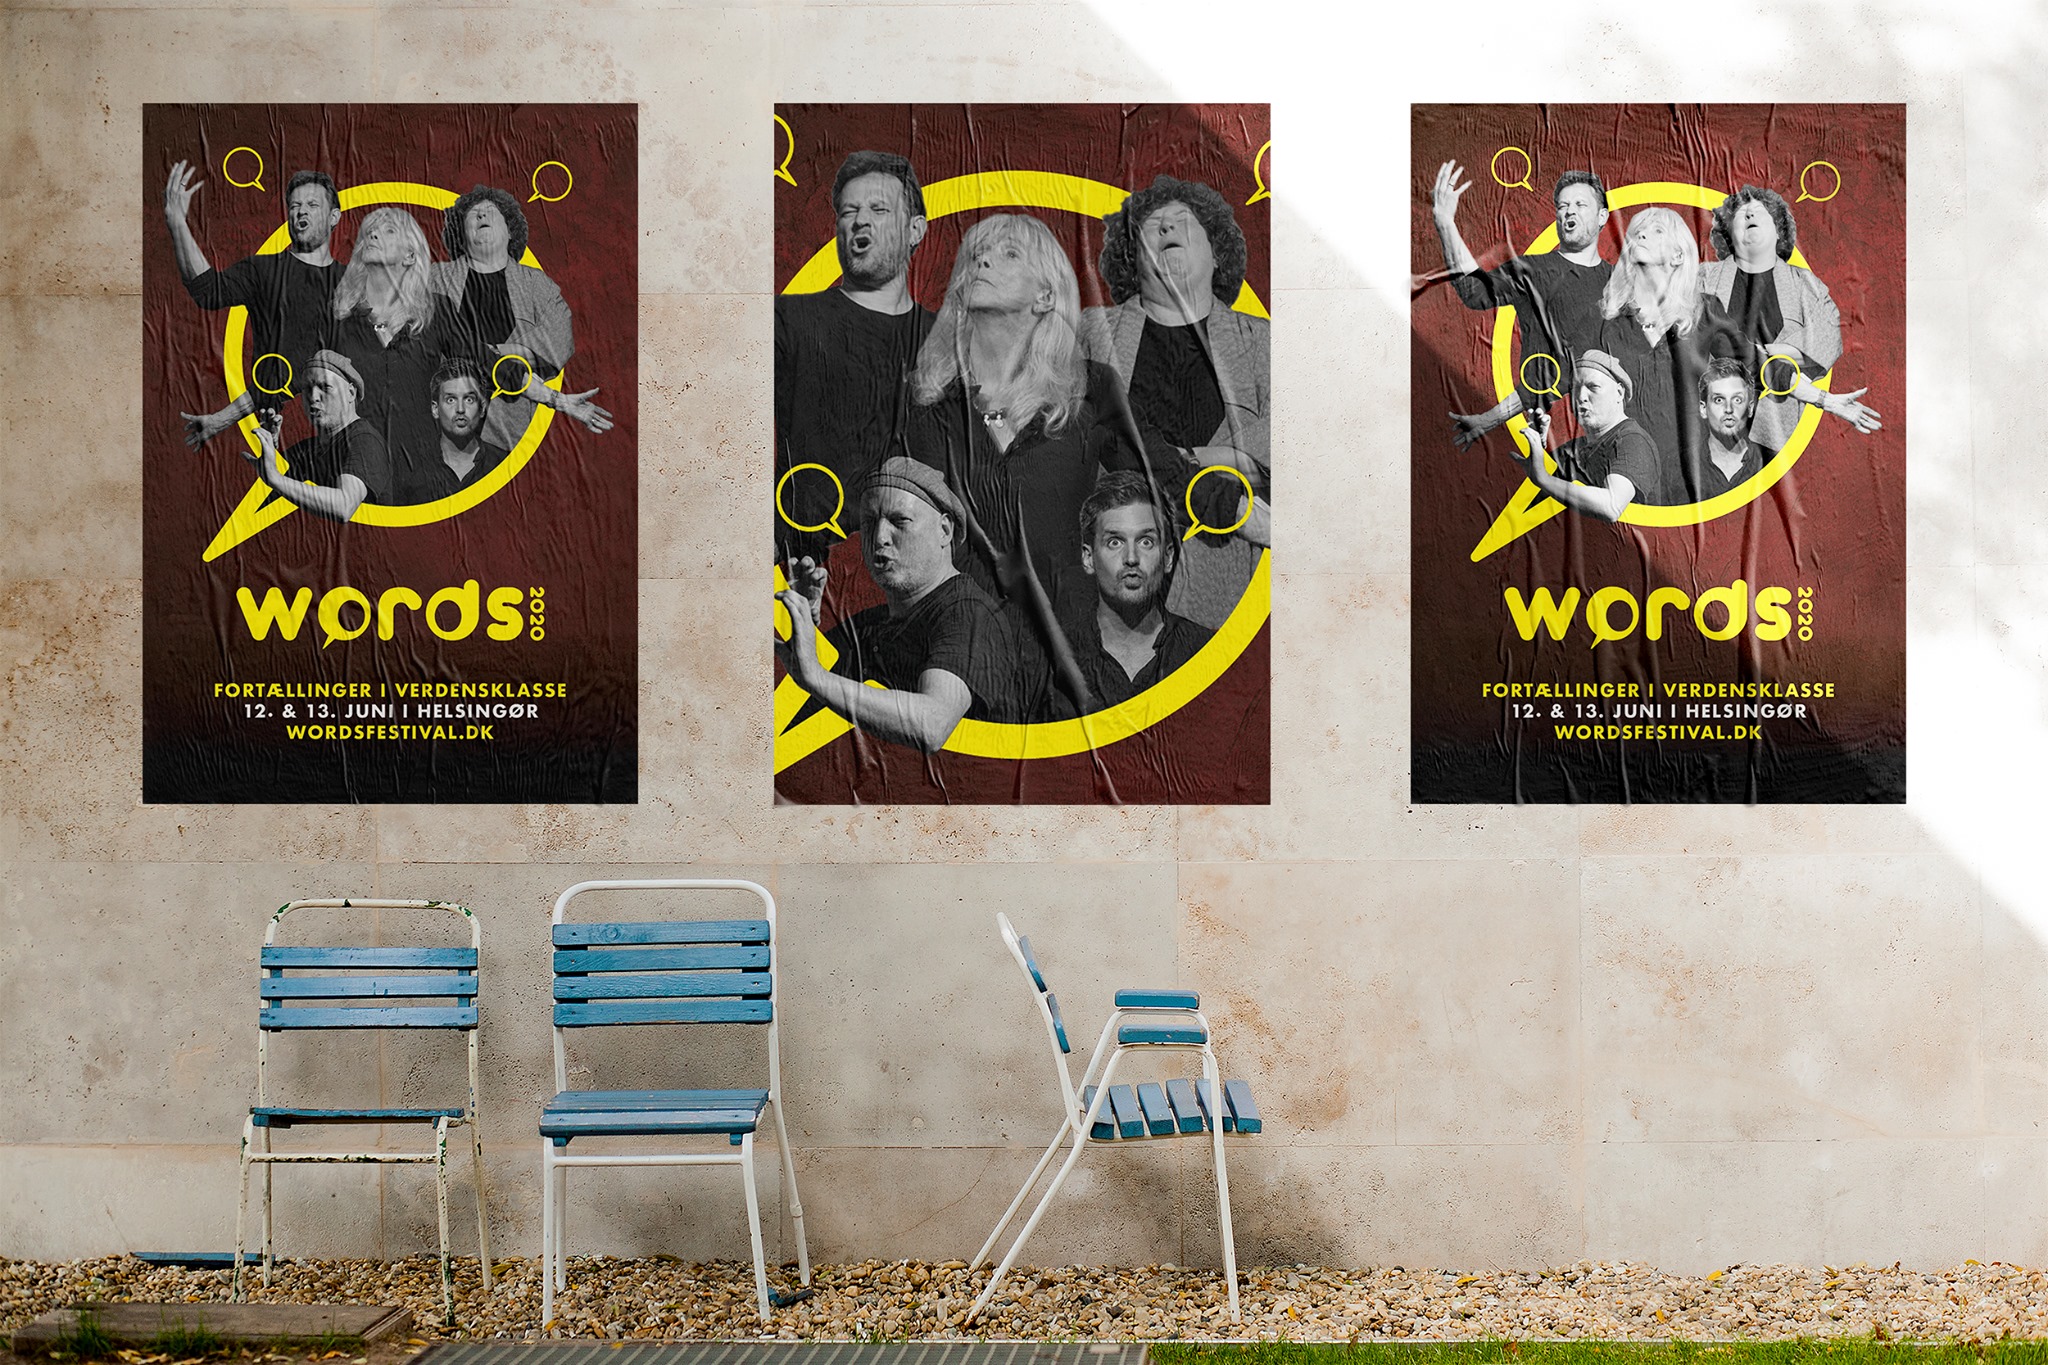 words 2020
FORTÆLLINGER I VERDENSKLASSE
12. & 13. JUNI I HELSINGØR
WORDSFESTIVAL.DK
words 2020
FORTÆLLINGER I VERDENSKLASSE
12. & 13. JUNI I HELSINGØR
WORDSFESTIVAL.DK